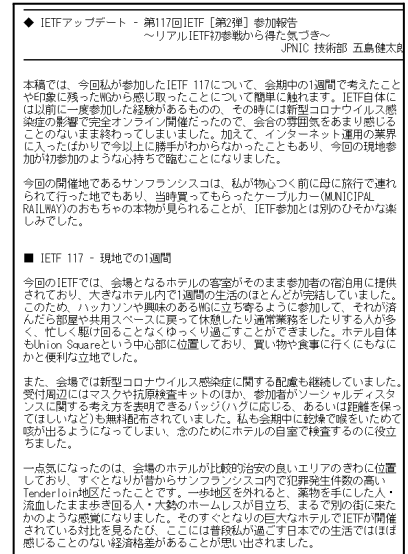 ◆ IETFアップデート - 第117回IETF [第2弾] 参加報告
～リアルIETF初参戦から得た気づき～
JPNIC 技術部 五島健太朗
本稿では、今回私が参加したIETF 117について、会期中の1週間で考えたこと
や印象に残ったWGから感じ取ったことについて簡単に触れます。IETF自体に
は以前に一度参加した経験があるものの、その時には新型コロナウイルス感
染症の影響で完全オンライン開催だったので、会合の雰囲気をあまり感じる
ことのないまま終わってしまいました。加えて、インターネット運用の業界
に入ったばかりで今以上に勝手がわからなかったこともあり、今回の現地参
加が初参加のような心持ちで臨むことになりました。
今回の開催地であるサンフランシスコは、私が物心つく前に母に旅行で連れ
られて行った地でもあり、当時買ってもらったケーブルカー(MUNICIPAL
RAILWAY)のおもちゃの本物が見られることが、IETF参加とは別のひそかな楽
しみでした。
■ IETF 117 - 現地での1週間
今回のIETFでは、会場となるホテルの客室がそのまま参加者の宿泊用に提供
されており、大きなホテル内で1週間の生活のほとんどが完結していました。
このため、ハッカソンや興味のあるWGに立ち寄るように参加して、それが済
んだら部屋や共用スペースに戻って休憩したり通常業務をしたりする人が多
く、忙しく駆け回ることなくゆっくり過ごすことができました。ホテル自体
もUnion Squareという中心部に位置しており、買い物や食事に行くにもなに
かと便利な立地でした。
また、会場では新型コロナウイルス感染症に関する配慮も継続していました。
受付周辺にはマスクや抗原検査キットのほか、参加者がソーシャルディスタ
ンスに関する考え方を表明できるバッジ(ハグに応じる、あるいは距離を保っ
てほしいなど)も無料配布されていました。私も会期中に乾燥で喉をいためて
咳が出るようになってしまい、念のためにホテルの自室で検査するのに役立
ちました。
一点気になったのは、会場のホテルが比較的治安の良いエリアのきわに位置
しており、すぐとなりが昔からサンフランシスコ内で犯罪発生件数の高い
Tenderloin地区だったことです。一歩地区を外れると、薬物を手にした人・
流血したまま歩き回る人・大勢のホームレスが目立ち、まるで別の街に来た
かのような感覚になりました。そのすぐとなりの巨大なホテルでIETFが開催
されている対比を見るたび、ここには普段私が過ごす日本での生活ではほぼ
感じることのない経済格差があることが思い出されました。